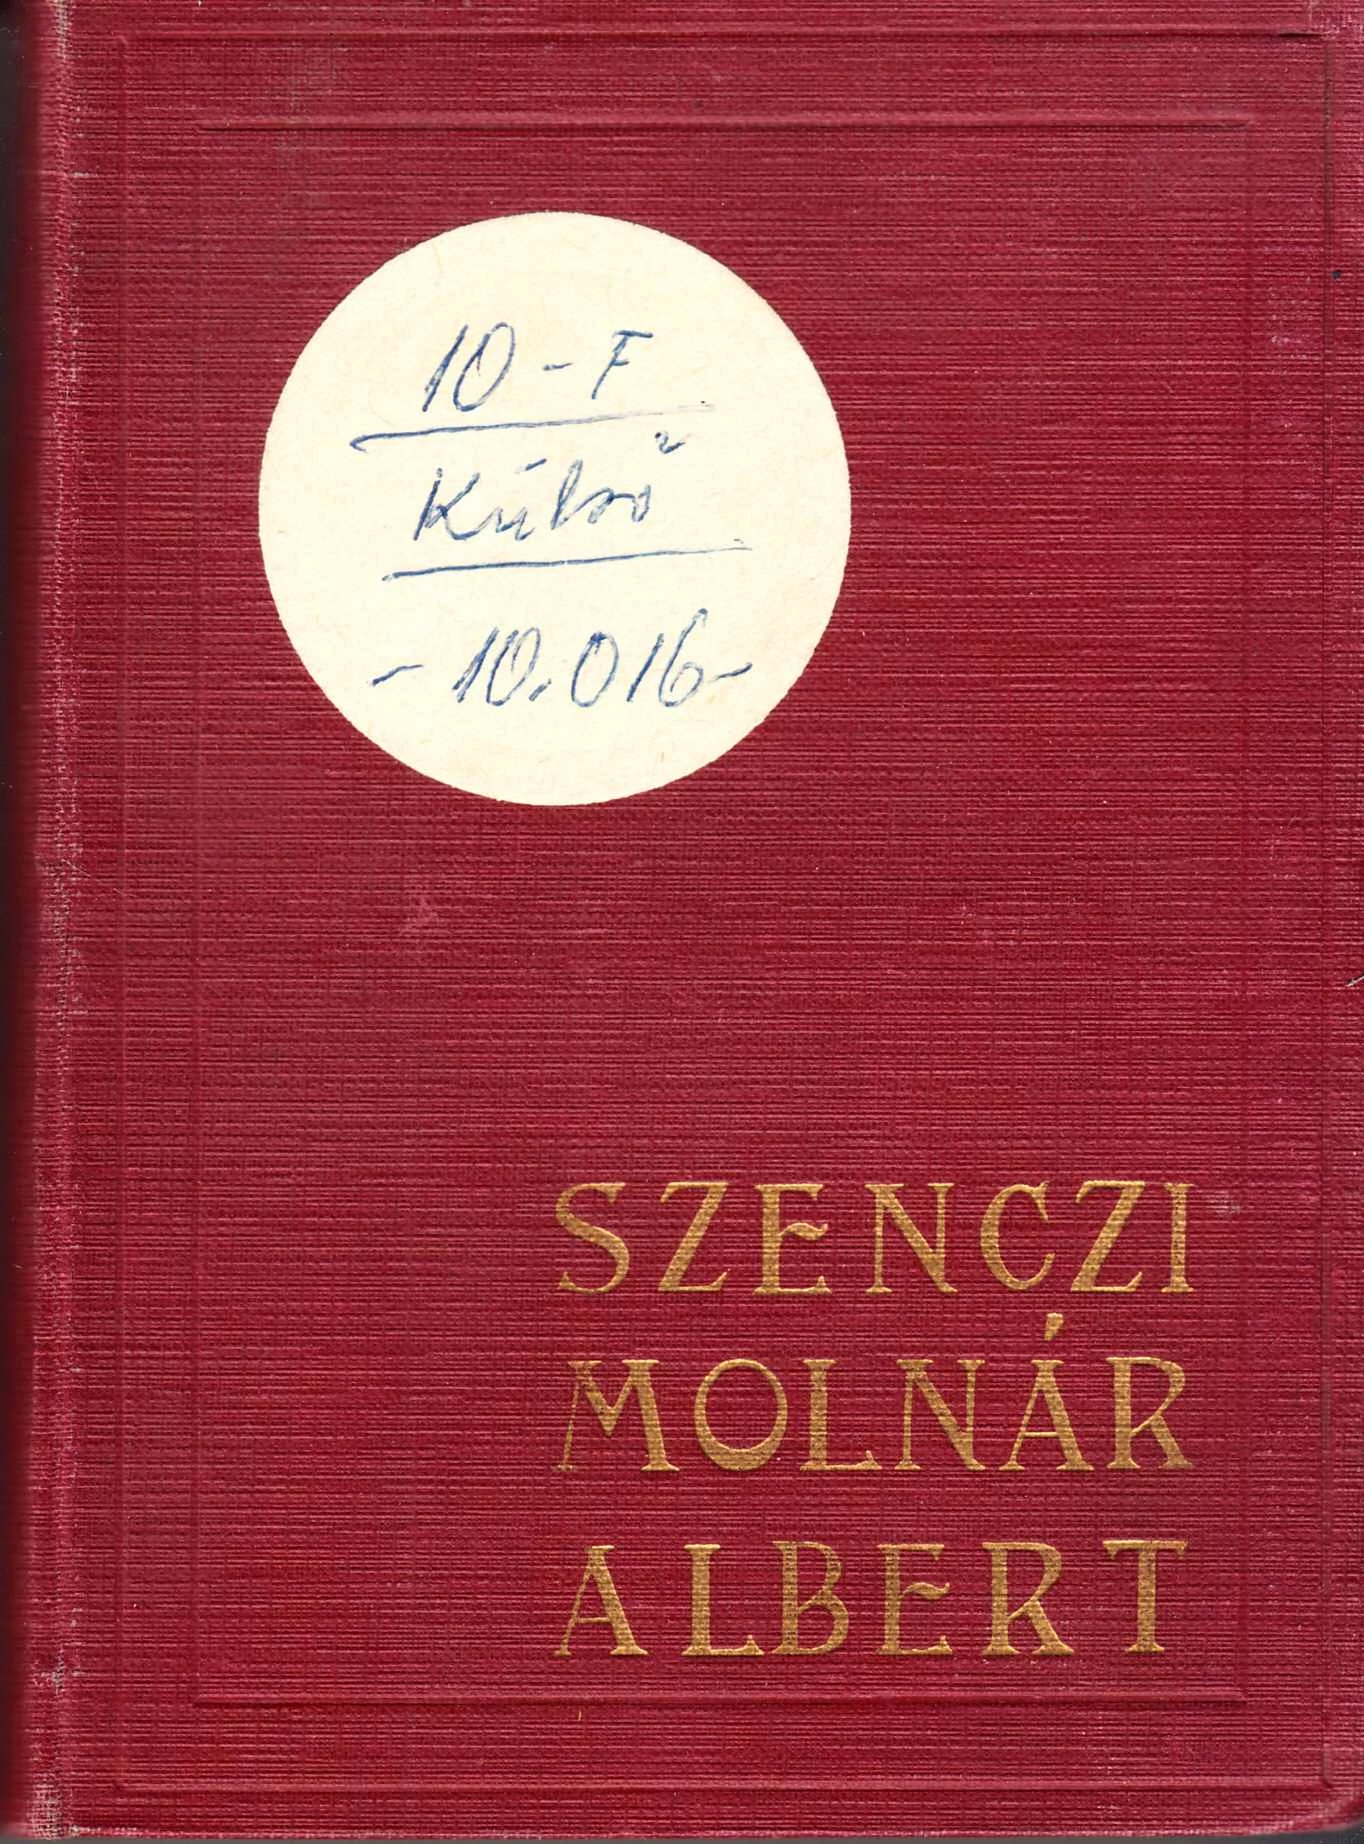 10-F
Külső
- 10.016-
SZENCZI
MOLNÁR
ALBERT